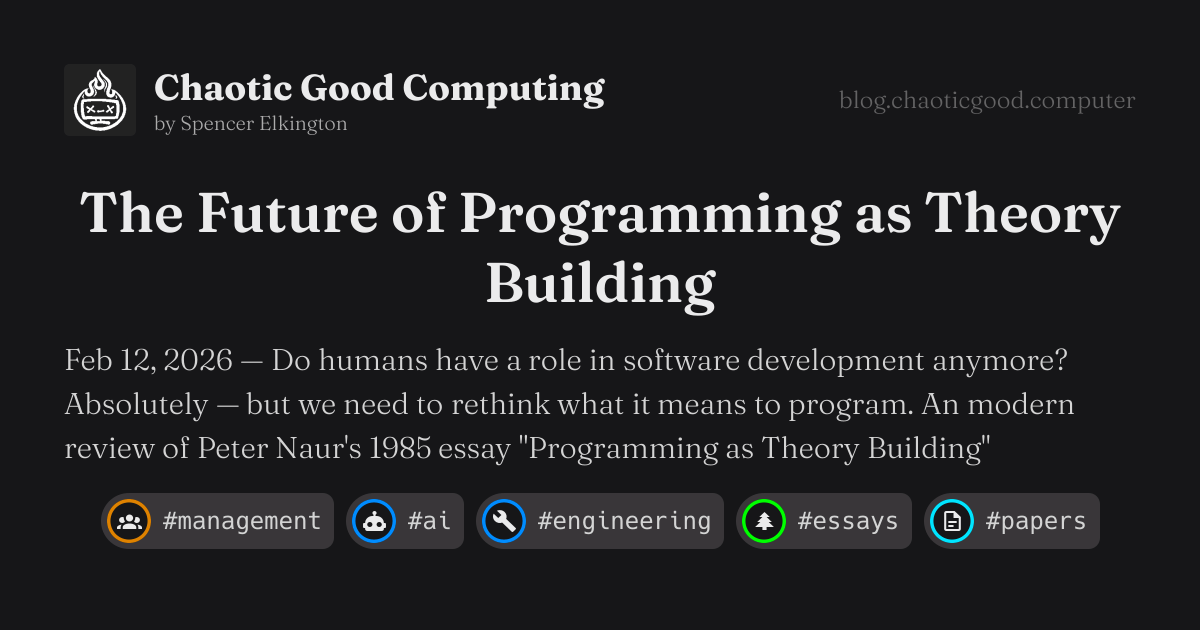 Chaotic Good Computing
by Spencer Elkington
blog.chaoticgood.computer
The Future of Programming as Theory
Building
Feb 12, 2026 — Do humans have a role in software development anymore?
Absolutely — but we need to rethink what it means to program. An modern
review of Peter Naur's 1985 essay "Programming as Theory Building"
#management #ai #engineering #essays #papers